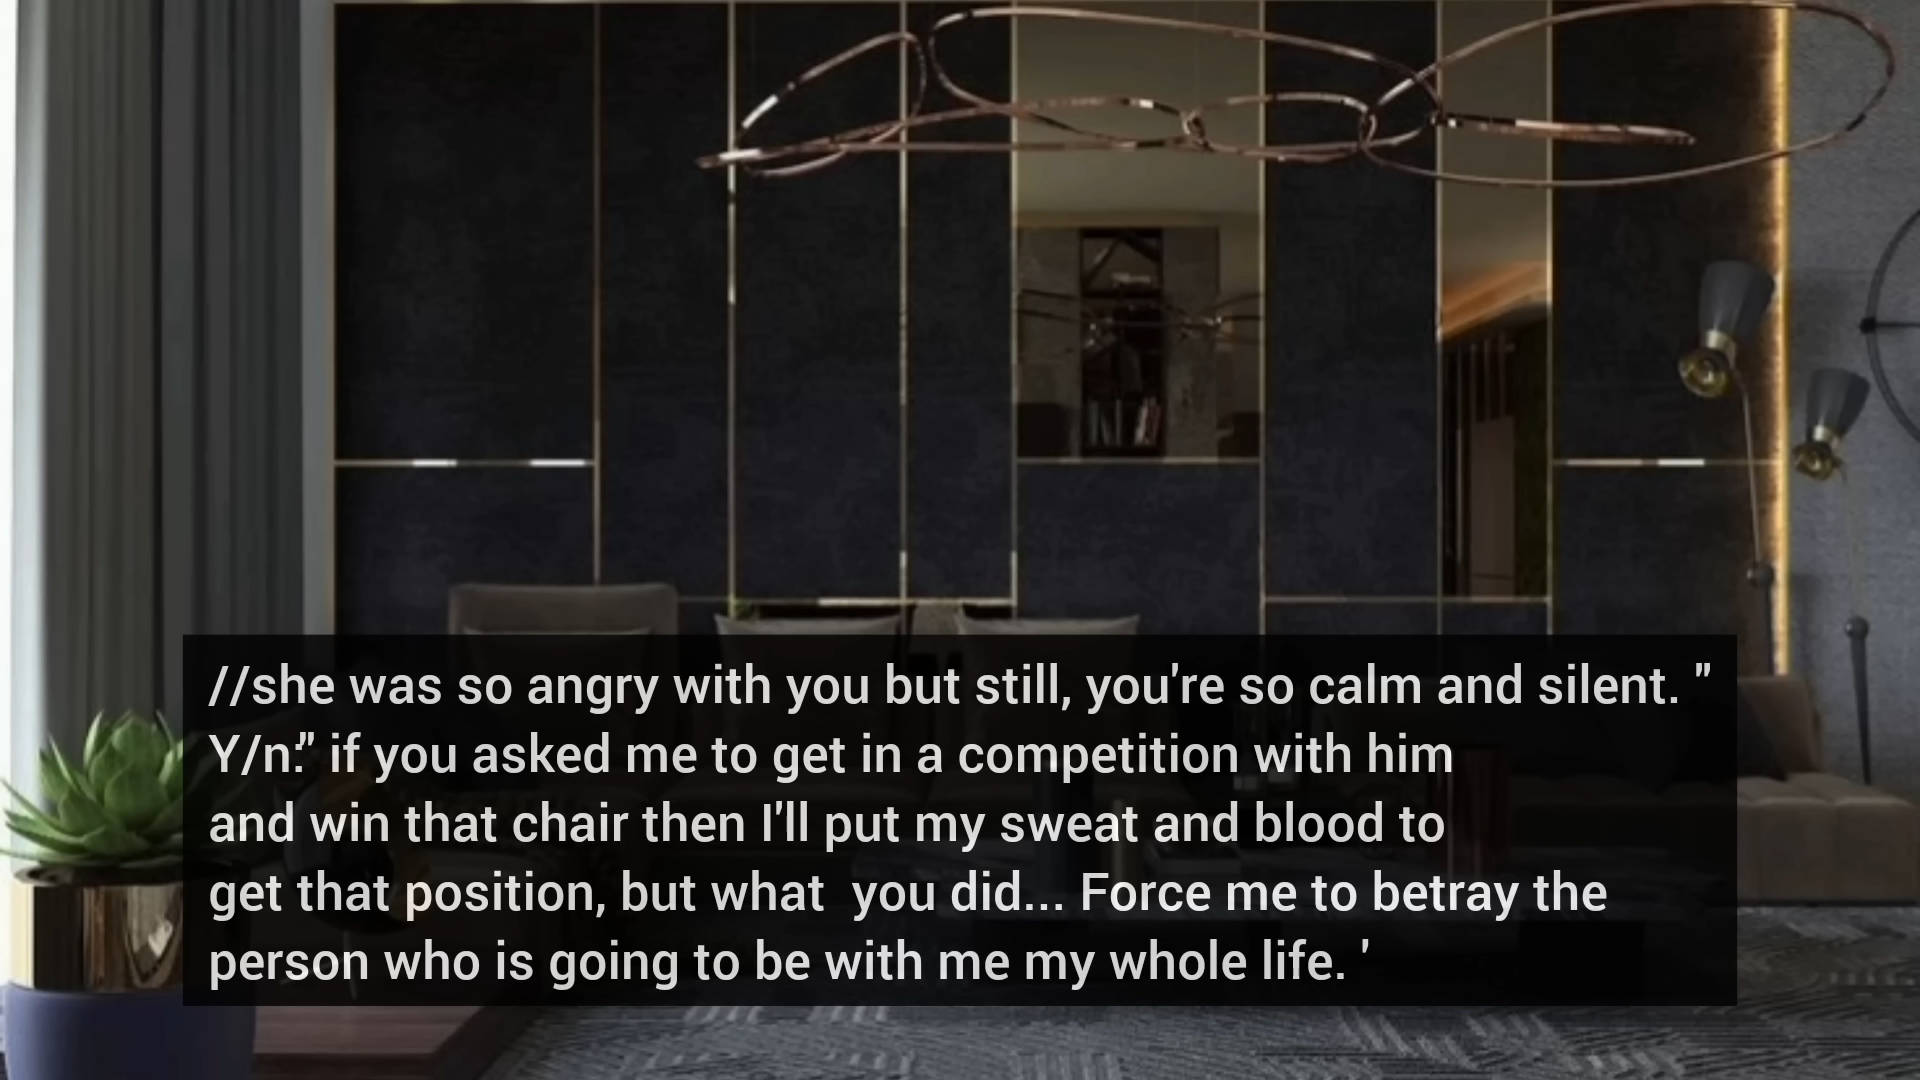 //she was so angry with you but still, you're so calm and silent. "
Y/n:" if you asked me to get in a competition with him
and win that chair then I'll put my sweat and blood to
get that position, but what  you did... Force me to betray the
person who is going to be with me my whole life. '